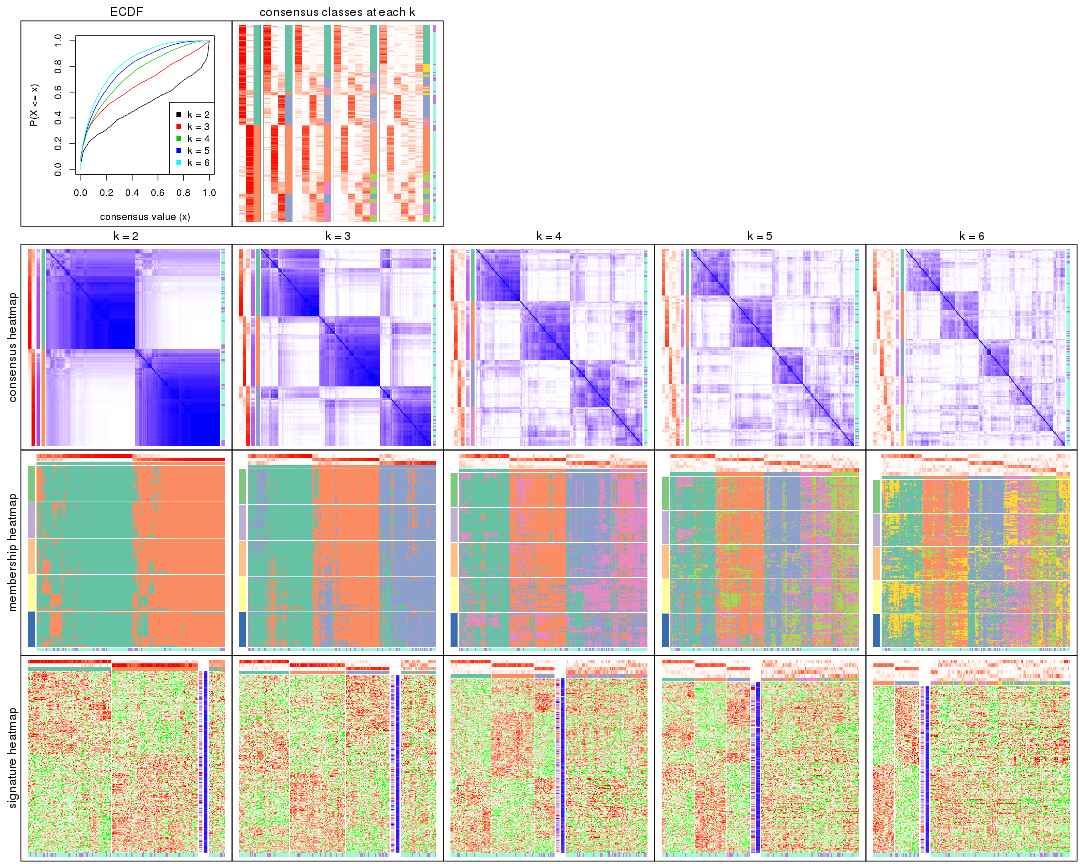 ECDF
consensus classes at each k
P(X <= x)
0.0 0.2 0.4 0.6 0.8 1.0
k = 2
k = 3
k = 4
k = 5
k = 6
0.0 0.2 0.4 0.6 0.8 1.0
consensus value (x)
k = 2 k = 3 k = 4 k = 5 k = 6
consensus heatmap
membership heatmap
signature heatmap